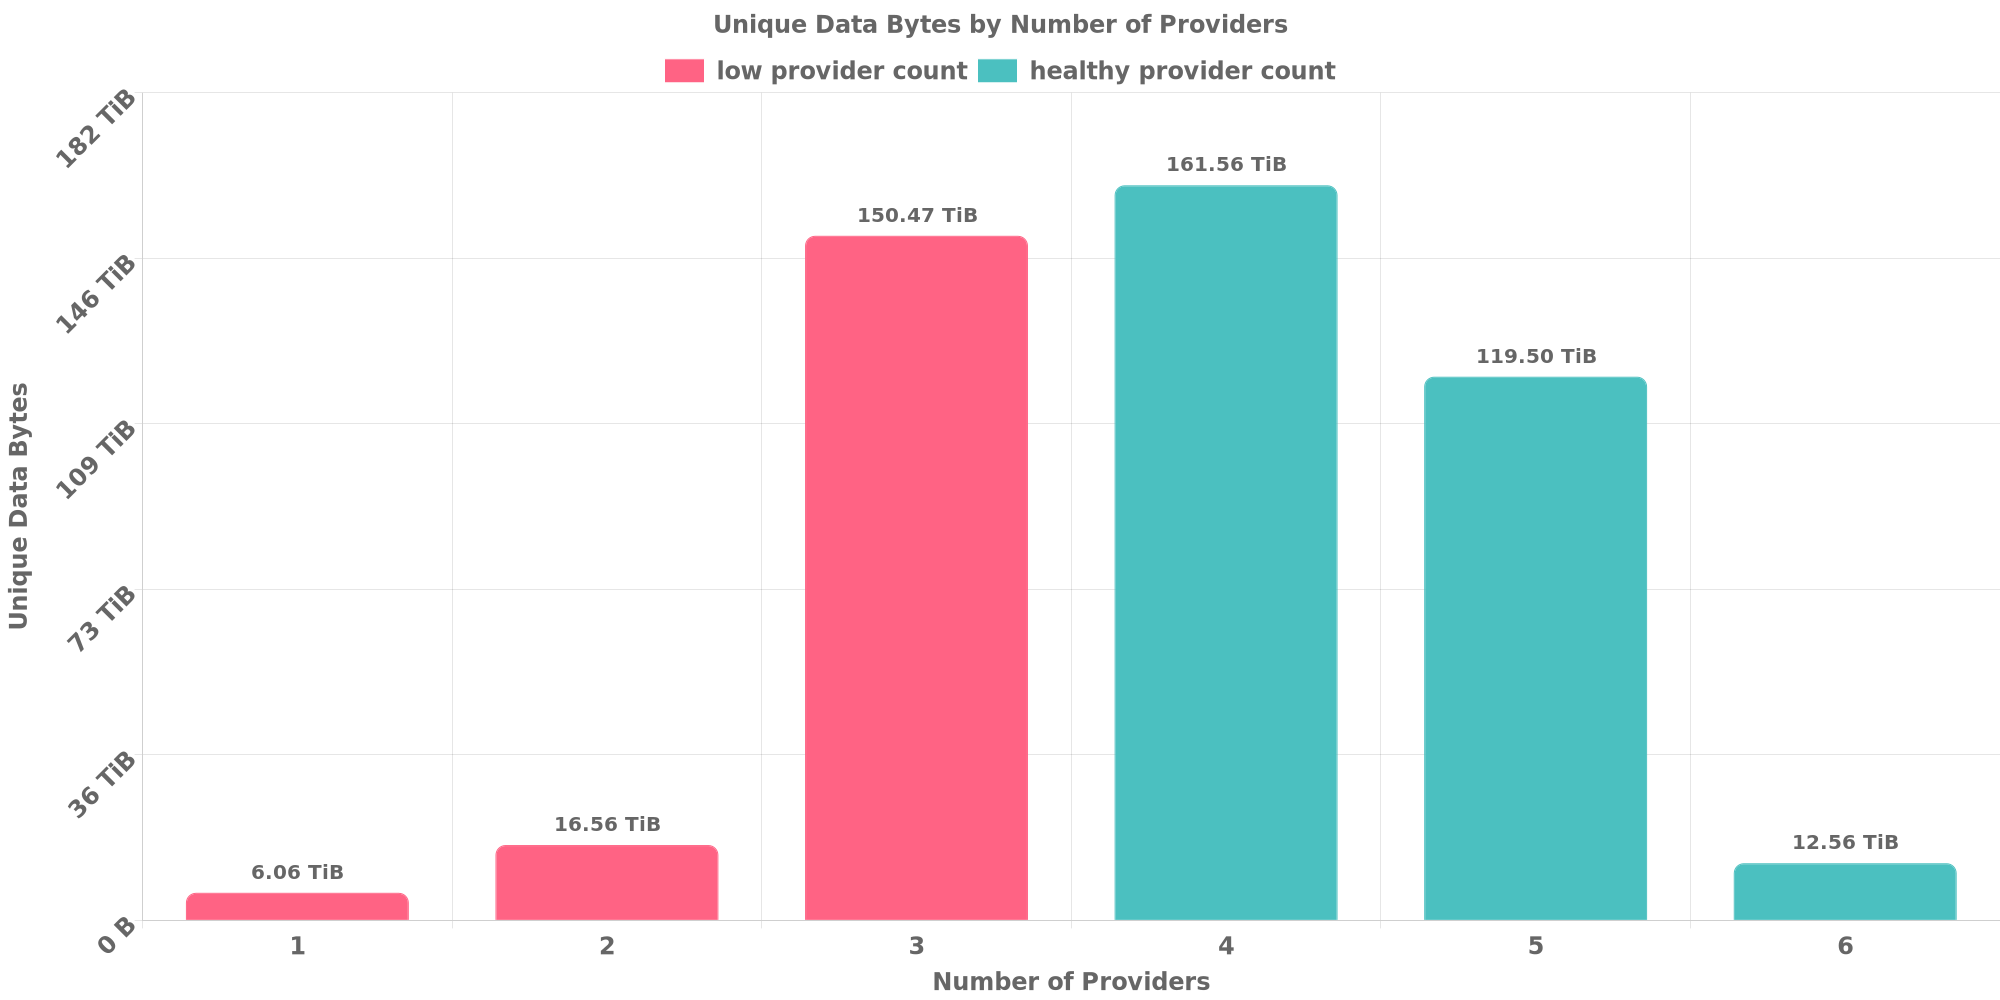 Unique Data Bytes by Number of Providers
low provider count healthy provider count
182 TiB
146 TiB
109 TiB
73 TiB
36 TiB
0 B
Unique Data Bytes
6.06 TiB
16.56 TiB
150.47 TiB
161.56 TiB
119.50 TiB
12.56 TiB
1 2 3 4 5 6
Number of Providers